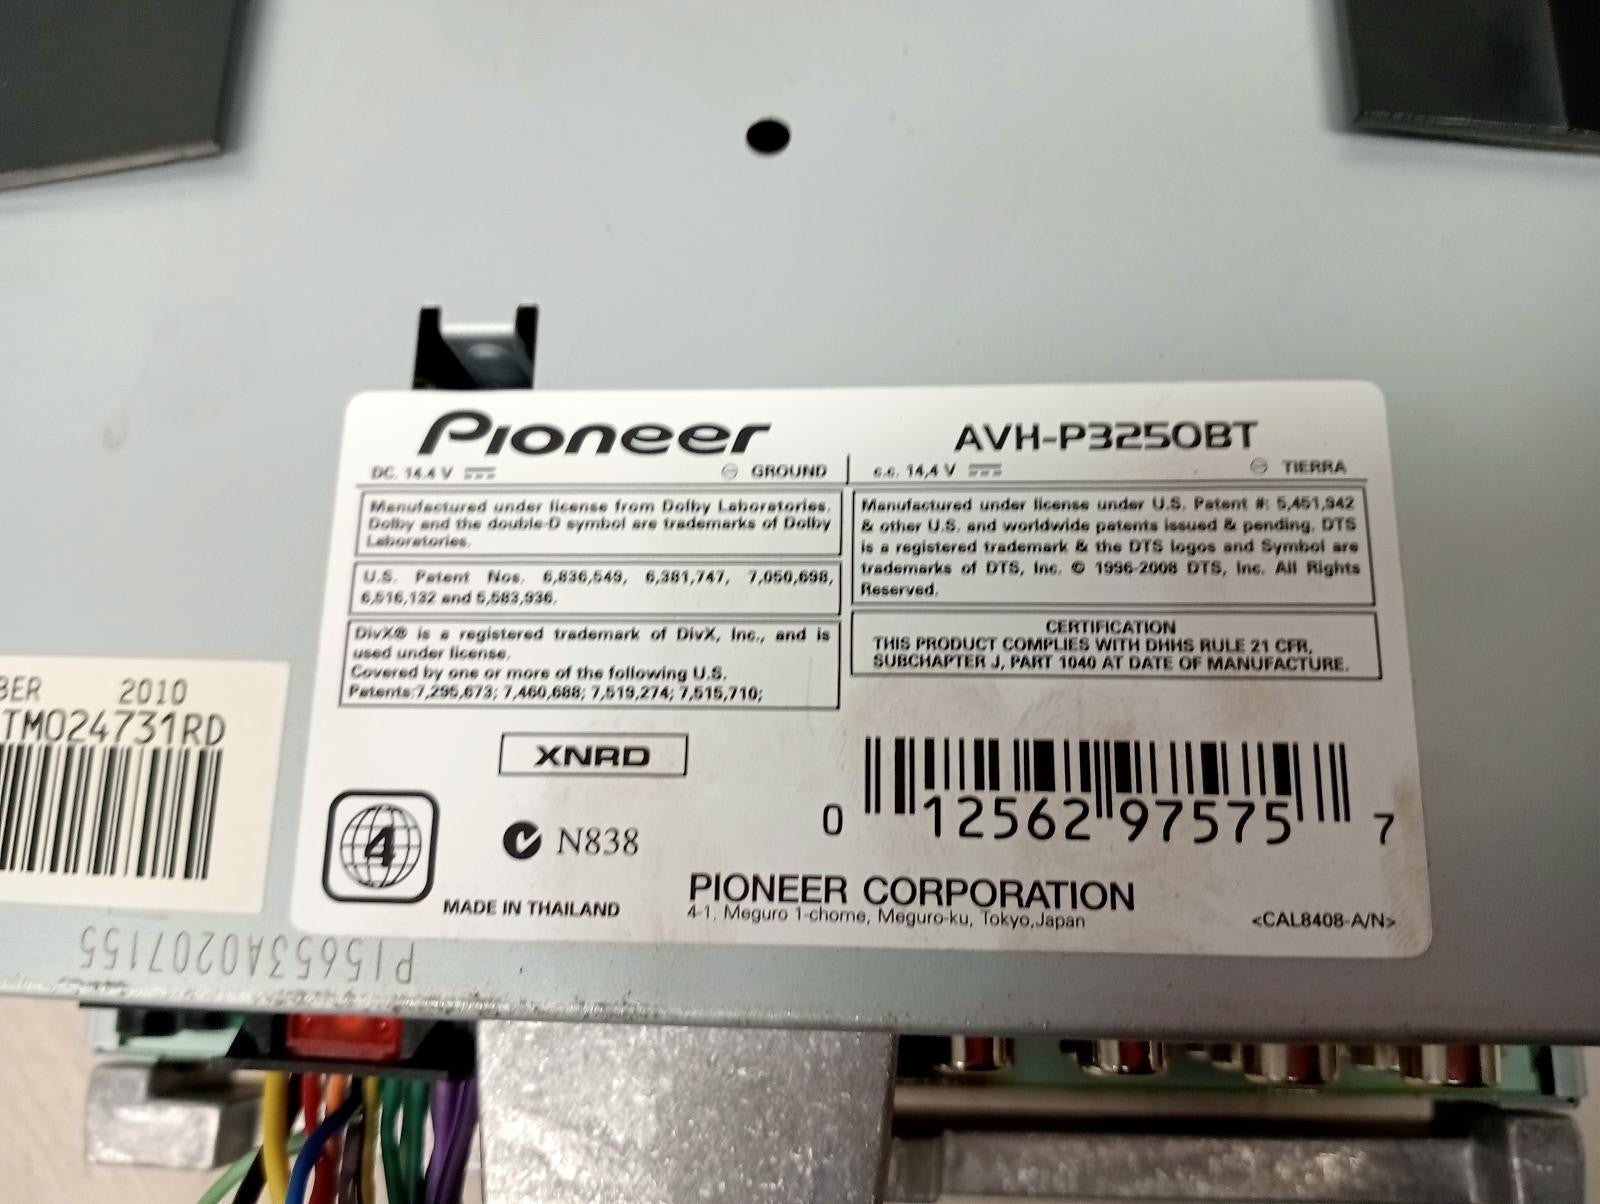 Pioneer
AVH-P3250BT
DC. 14.4 V
GROUND
c.c. 14,4 V
TIERRA
Manufactured under license from Dolby Laboratories.
Dolby and the double-D symbol are trademarks of Dolby
Laboratories.
U.S. Patent Nos. 6,836,549, 6,381,747, 7,050,698,
6,516,132 and 5,583,936.
DivX® is a registered trademark of DivX, Inc., and is
used under license.
Covered by one or more of the following U.S.
Patents:7,295,673; 7,460,688; 7,519,274; 7,515,710;
Manufactured under license under U.S. Patent #: 5,451,942
& other U.S. and worldwide patents issued & pending. DTS
is a registered trademark & the DTS logos and Symbol are
trademarks of DTS, Inc. © 1996-2008 DTS, Inc. All Rights
Reserved.
CERTIFICATION
THIS PRODUCT COMPLIES WITH DHHS RULE 21 CFR,
SUBCHAPTER J, PART 1040 AT DATE OF MANUFACTURE.
BER 2010
TM024731RD
XNRD
4
N838
0 12562 97575 7
MADE IN THAILAND
PIONEER CORPORATION
4-1, Meguro 1-chome, Meguro-ku, Tokyo,Japan
<CAL8408-A/N>
P15653A0207155